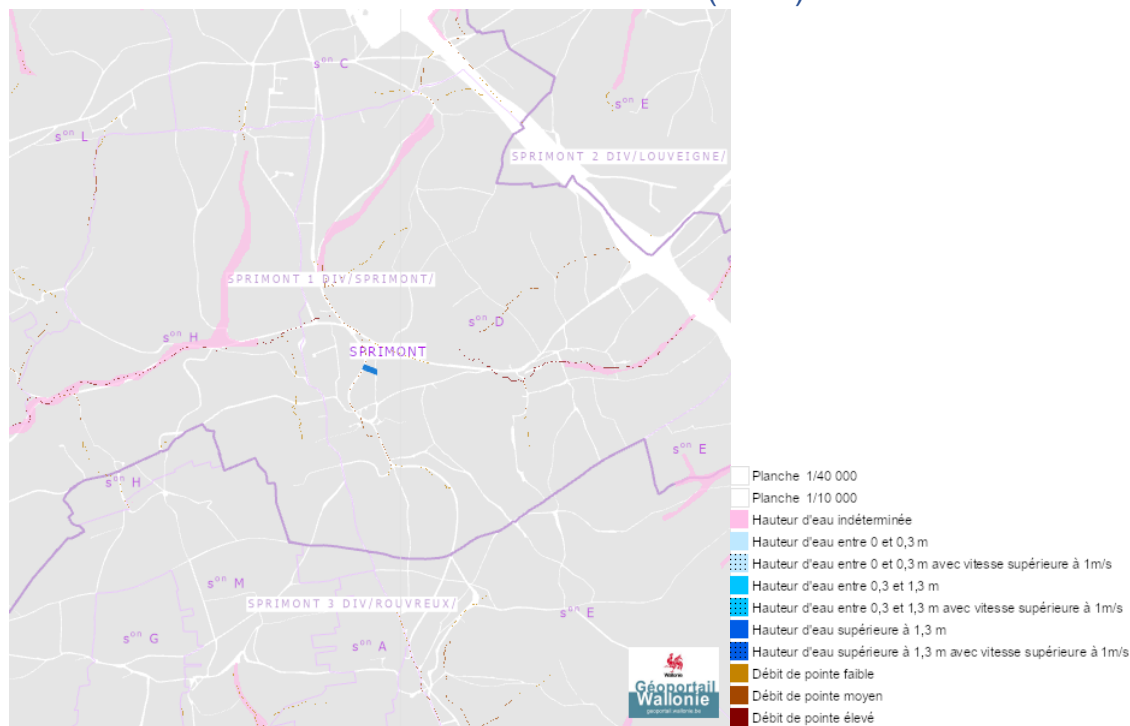 sᵒⁿ C
sᵒⁿ E
sᵒⁿ L
SPRIMONT 2 DIV/LOUVEIGNE/
SPRIMONT 1 DIV/SPRIMONT/
sᵒⁿ D
sᵒⁿ H
SPRIMONT
sᵒⁿ E
sᵒⁿ H
sᵒⁿ M
SPRIMONT 3 DIV/ROUVREUX/
sᵒⁿ E
sᵒⁿ G
sᵒⁿ A
Wallonie
Géoportail
Wallonie
geoportail.wallonie.be
Planche 1/40 000
Planche 1/10 000
Hauteur d'eau indéterminée
Hauteur d'eau entre 0 et 0,3 m
Hauteur d'eau entre 0 et 0,3 m avec vitesse supérieure à 1m/s
Hauteur d'eau entre 0,3 et 1,3 m
Hauteur d'eau entre 0,3 et 1,3 m avec vitesse supérieure à 1m/s
Hauteur d'eau supérieure à 1,3 m
Hauteur d'eau supérieure à 1,3 m avec vitesse supérieure à 1m/s
Débit de pointe faible
Débit de pointe moyen
Débit de pointe élevé